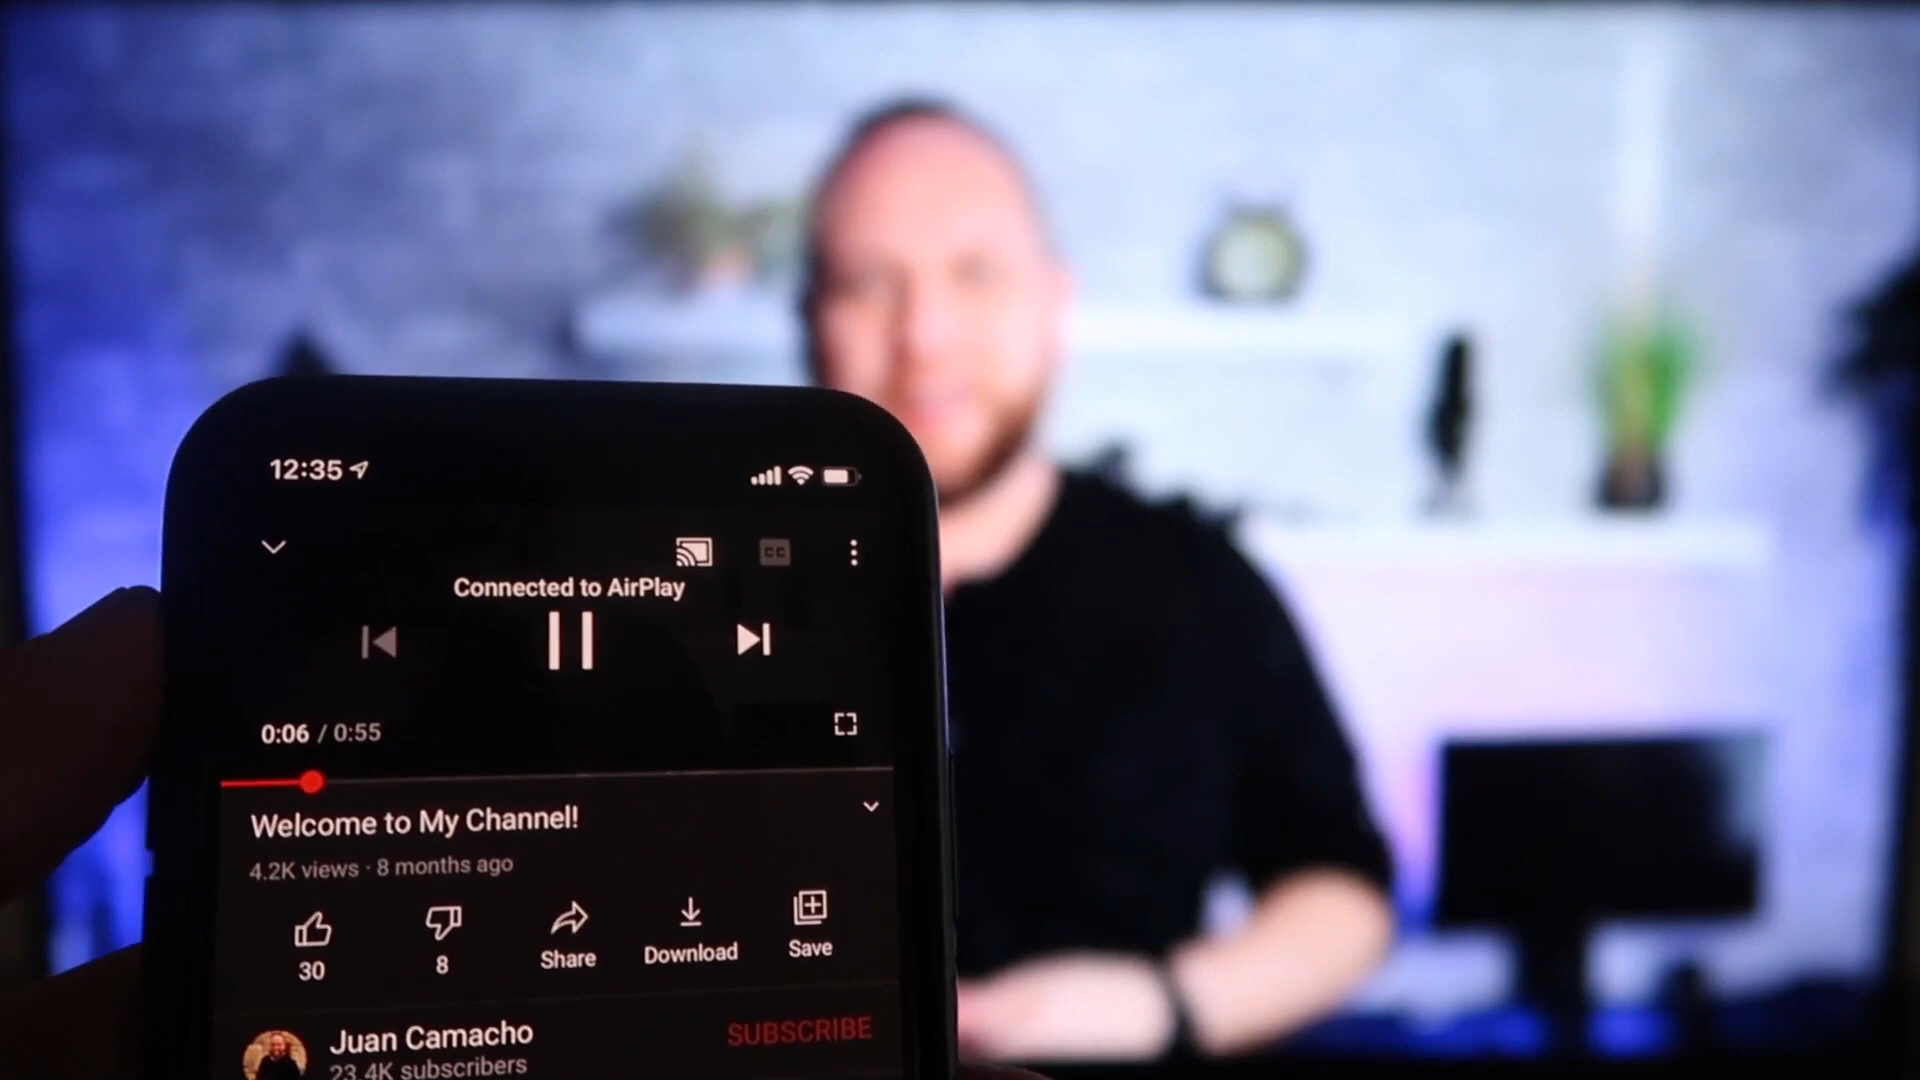 12:35
CC
Connected to AirPlay
0:06 / 0:55
Welcome to My Channel!
4.2K views · 8 months ago
30
8
Share
Download
Save
Juan Camacho
SUBSCRIBE
23.4K subscribers